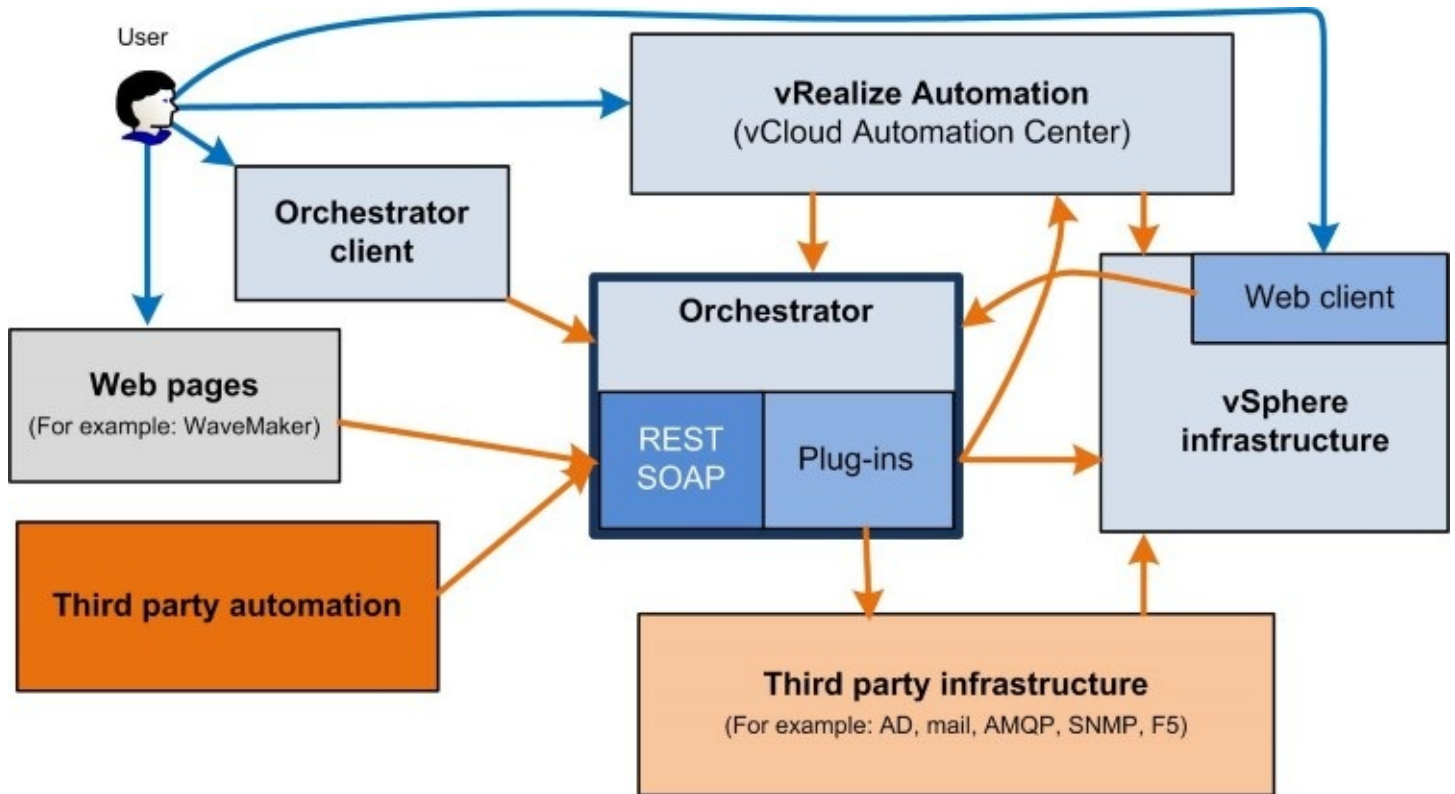 User
vRealize Automation
(vCloud Automation Center)
Orchestrator
client
Orchestrator
Web client
Web pages
(For example: WaveMaker)
vSphere
infrastructure
REST
SOAP
Plug-ins
Third party automation
Third party infrastructure
(For example: AD, mail, AMQP, SNMP, F5)